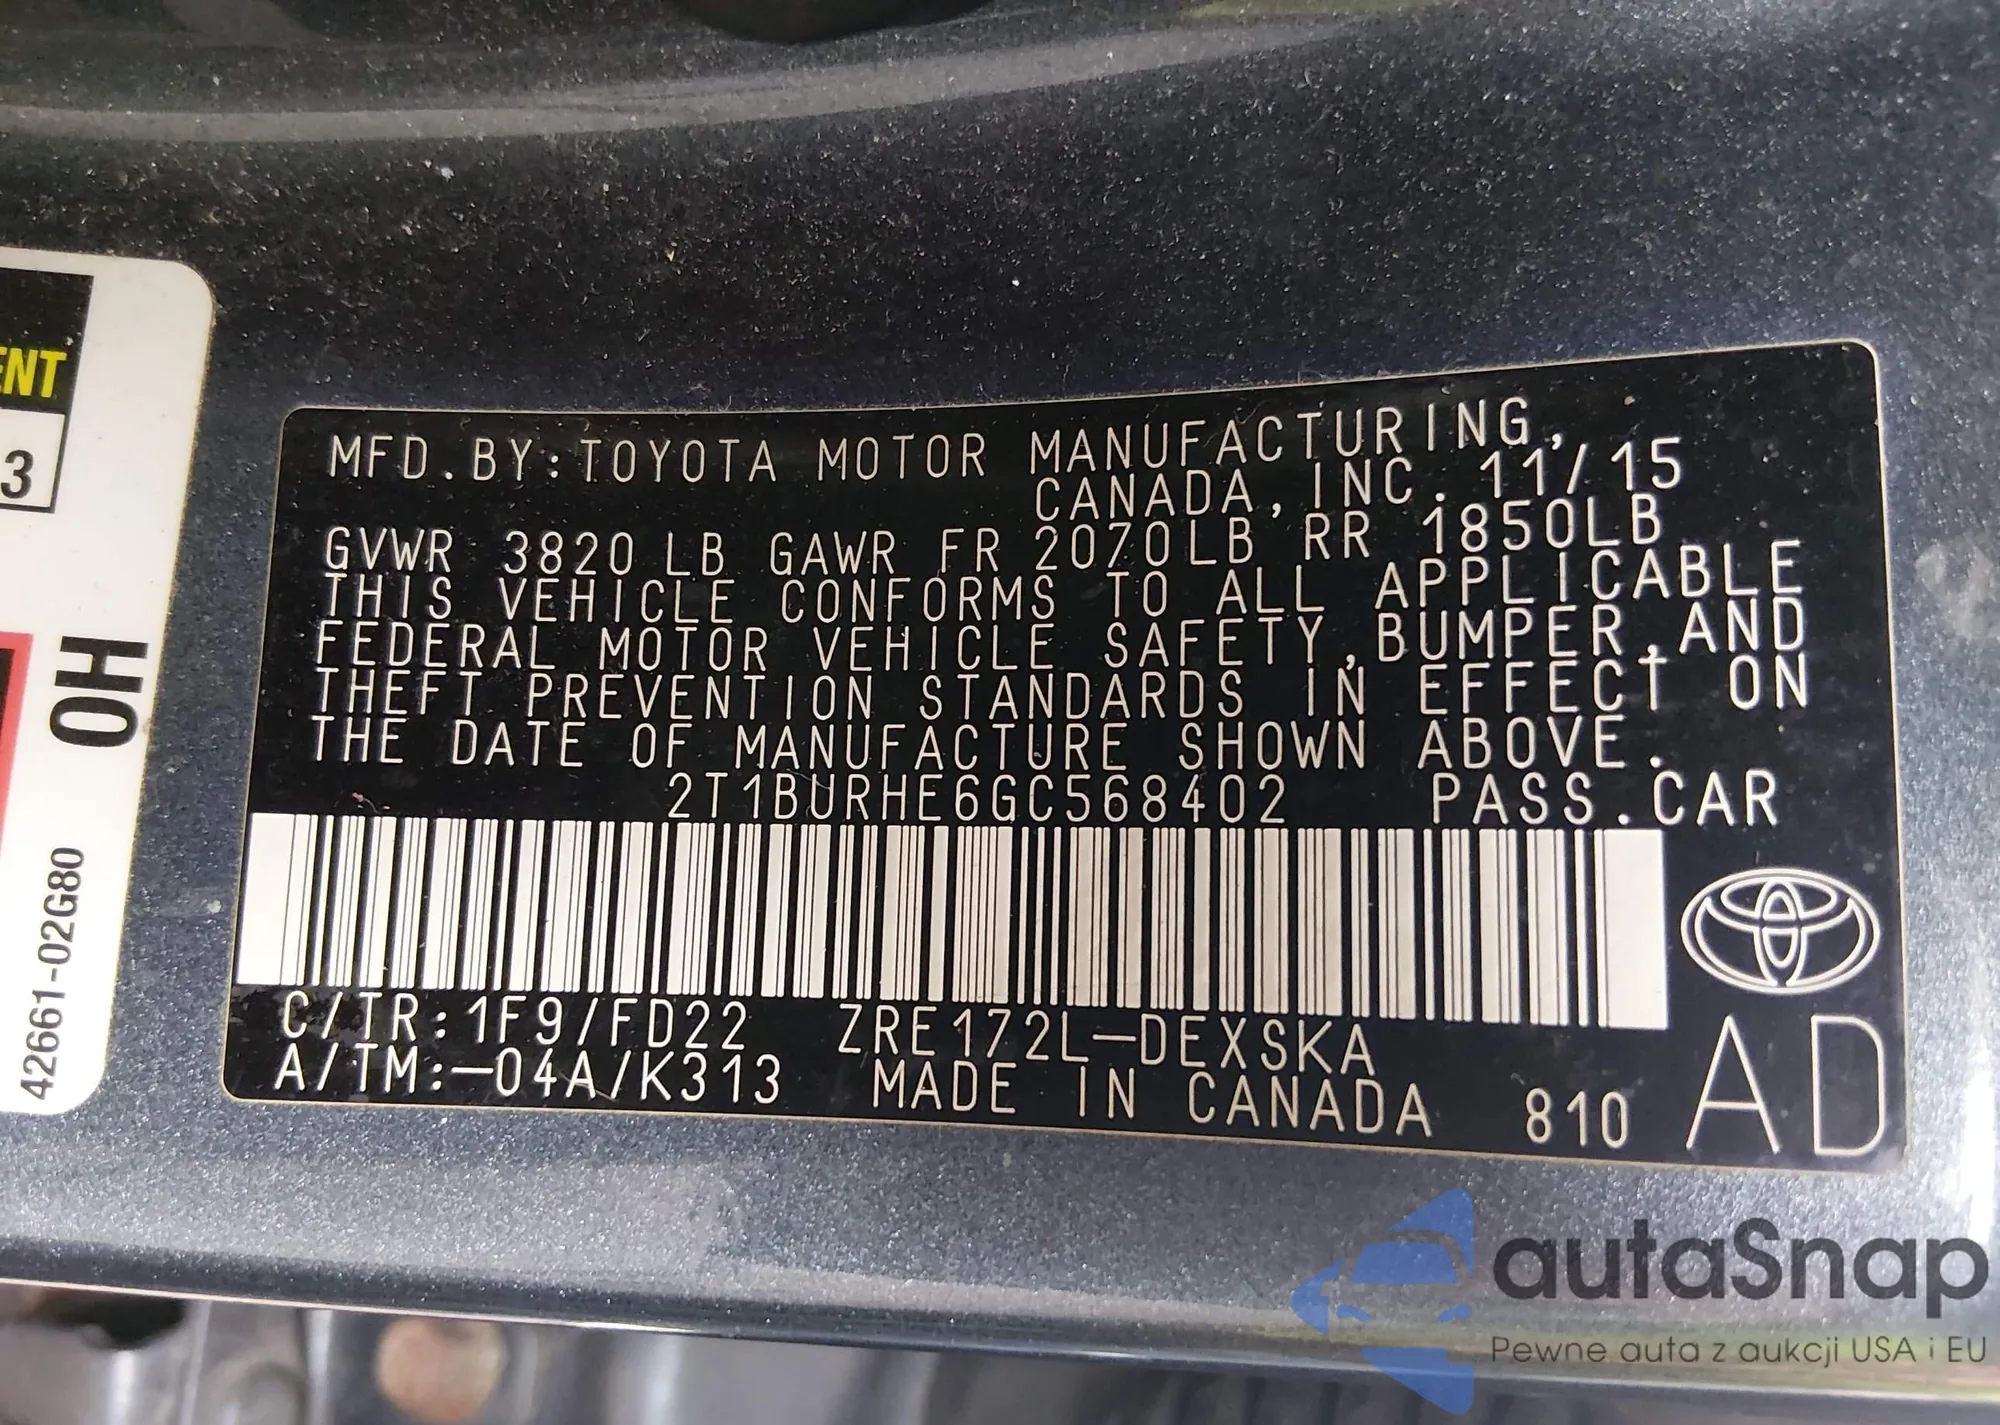 ENT
3
OH
42661-02G80
MFD.BY:TOYOTA MOTOR MANUFACTURING,
CANADA,INC. 11/15
GVWR 3820 LB GAWR FR 2070LB RR 1850LB
THIS VEHICLE CONFORMS TO ALL APPLICABLE
FEDERAL MOTOR VEHICLE SAFETY,BUMPER,AND
THEFT PREVENTION STANDARDS IN EFFECT ON
THE DATE OF MANUFACTURE SHOWN ABOVE.
2T1BURHE6GC568402 PASS.CAR
C/TR:1F9/FD22 ZRE172L-DEXSKA
A/TM:-04A/K313 MADE IN CANADA 810 AD
autaSnap
Pewne auta z aukcji USA i EU